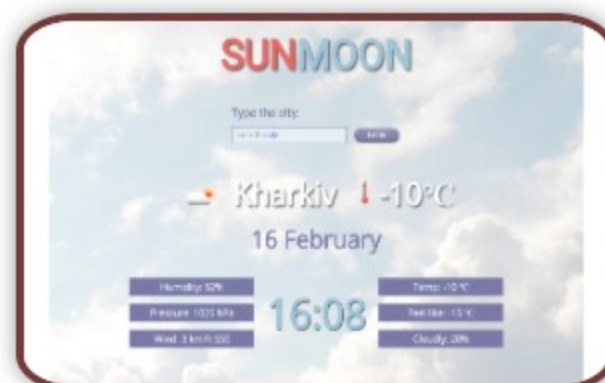 SUNMOON
Type the city:
Kharkiv -10°C
16 February
Humidity: 52%
Pressure: 1025 hPa
Wind: 3 km/h SSE
16:08
Temp: -10 °C
Feel like: -15 °C
Cloudly: 20%